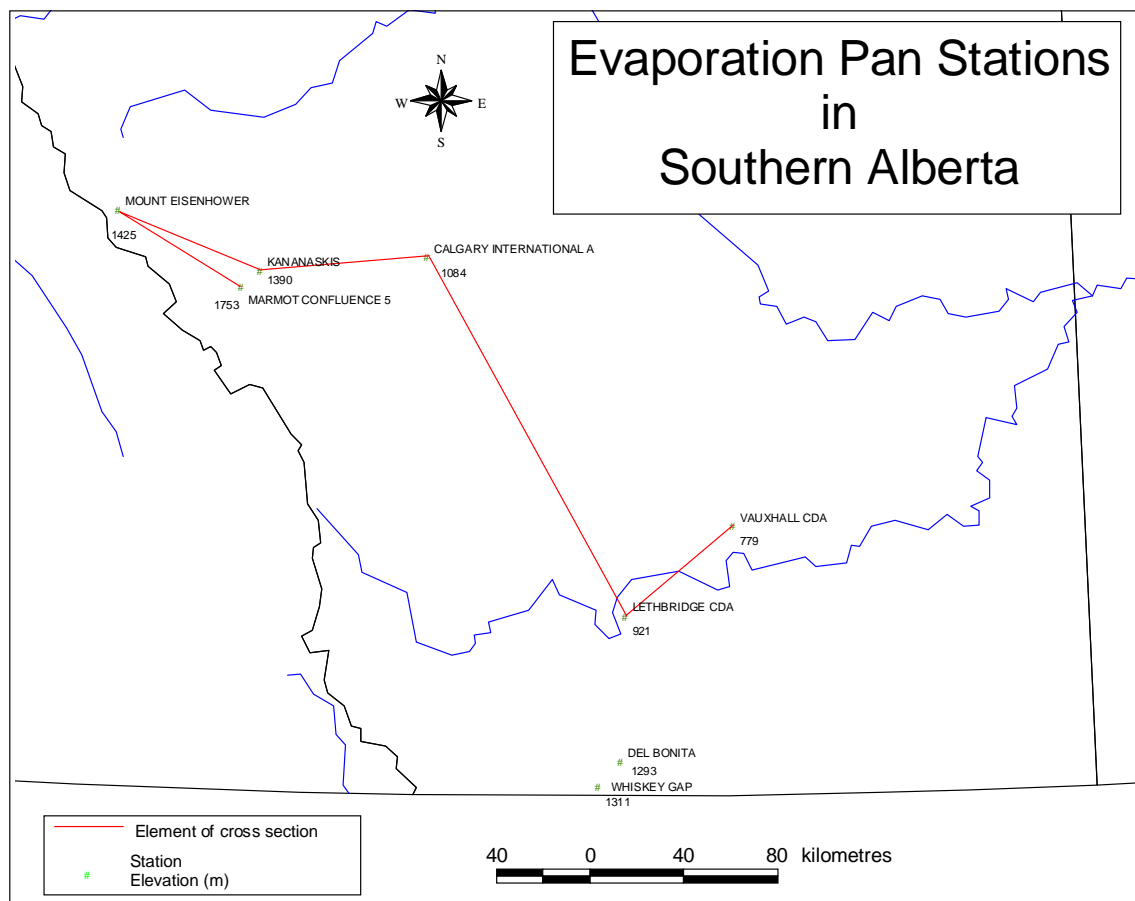 Evaporation Pan Stations
in
Southern Alberta
N
W
E
S
MOUNT EISENHOWER
1425
KANANASKIS
1390
CALGARY INTERNATIONAL A
1084
1753
MARMOT CONFLUENCE 5
VAUXHALL CDA
779
LETHBRIDGE CDA
921
DEL BONITA
1293
WHISKEY GAP
1311
Element of cross section
Station
# Elevation (m)
40 0 40 80 kilometres